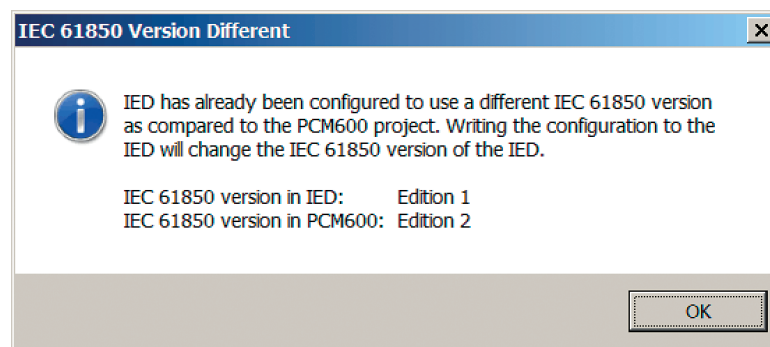 IEC 61850 Version Different
IED has already been configured to use a different IEC 61850 version
as compared to the PCM600 project. Writing the configuration to the
IED will change the IEC 61850 version of the IED.
IEC 61850 version in IED: Edition 1
IEC 61850 version in PCM600: Edition 2
OK